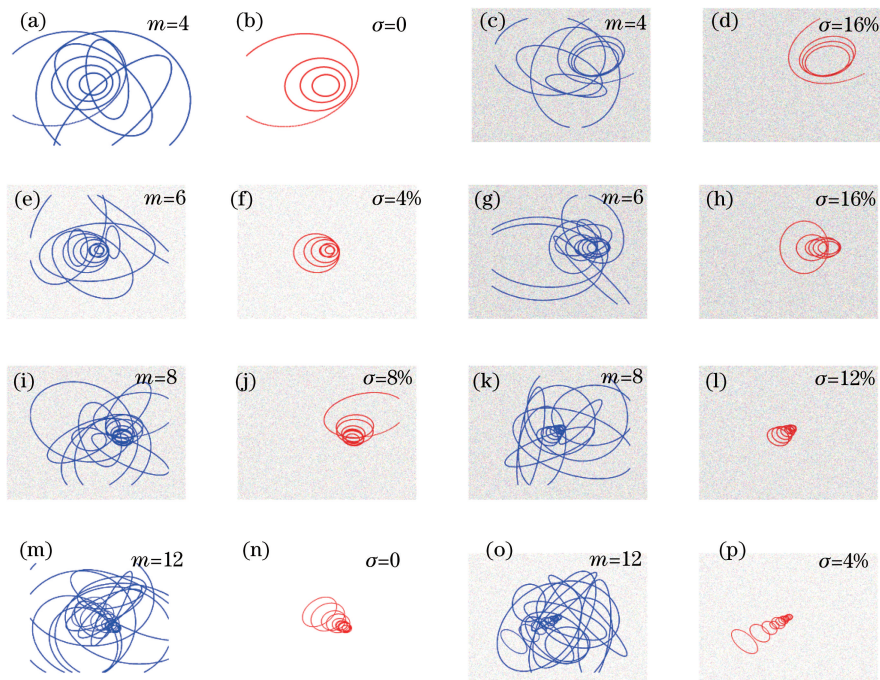 (a) m=4 (b) σ=0 (c) m=4 (d) σ=16%
(e) m=6 (f) σ=4% (g) m=6 (h) σ=16%
(i) m=8 (j) σ=8% (k) m=8 (l) σ=12%
(m) m=12 (n) σ=0 (o) m=12 (p) σ=4%